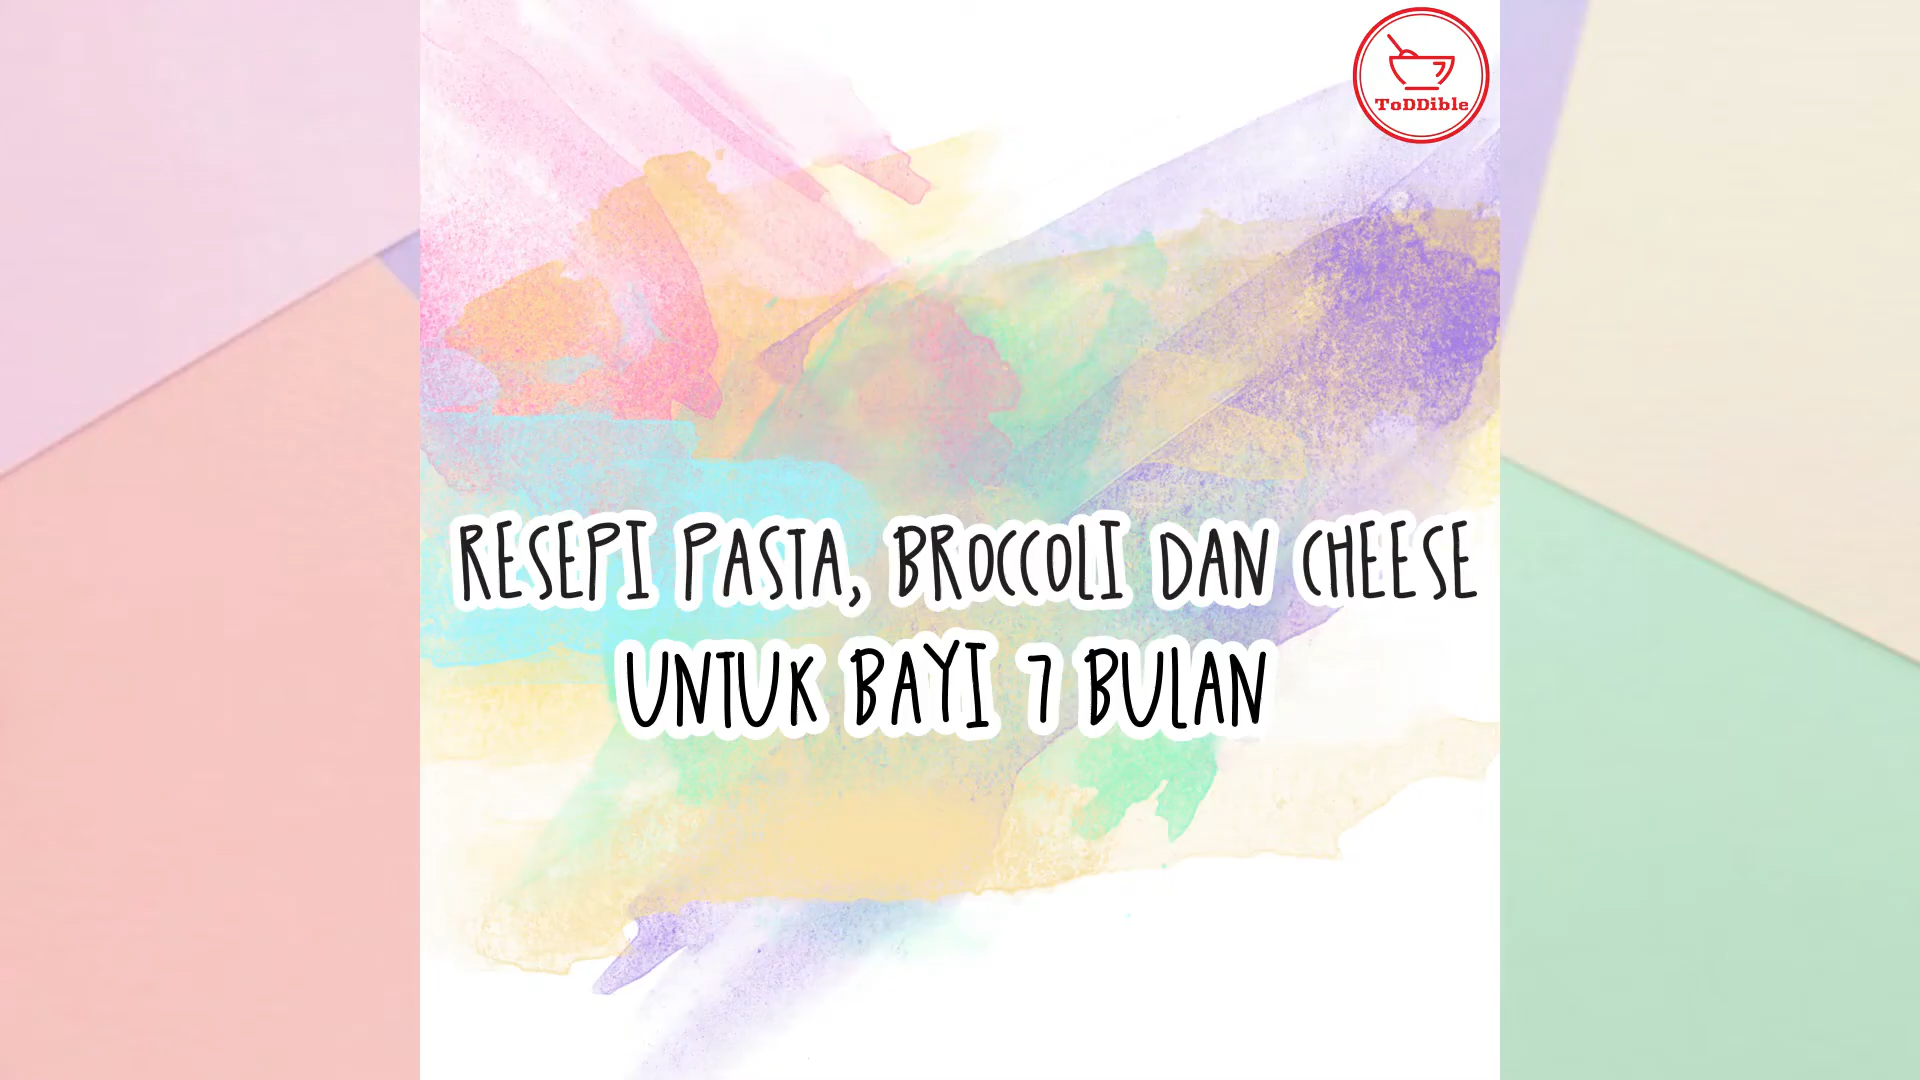 ToDDible
RESEPI PASTA, BROCCOLI DAN CHEESE
UNTUK BAYI 7 BULAN